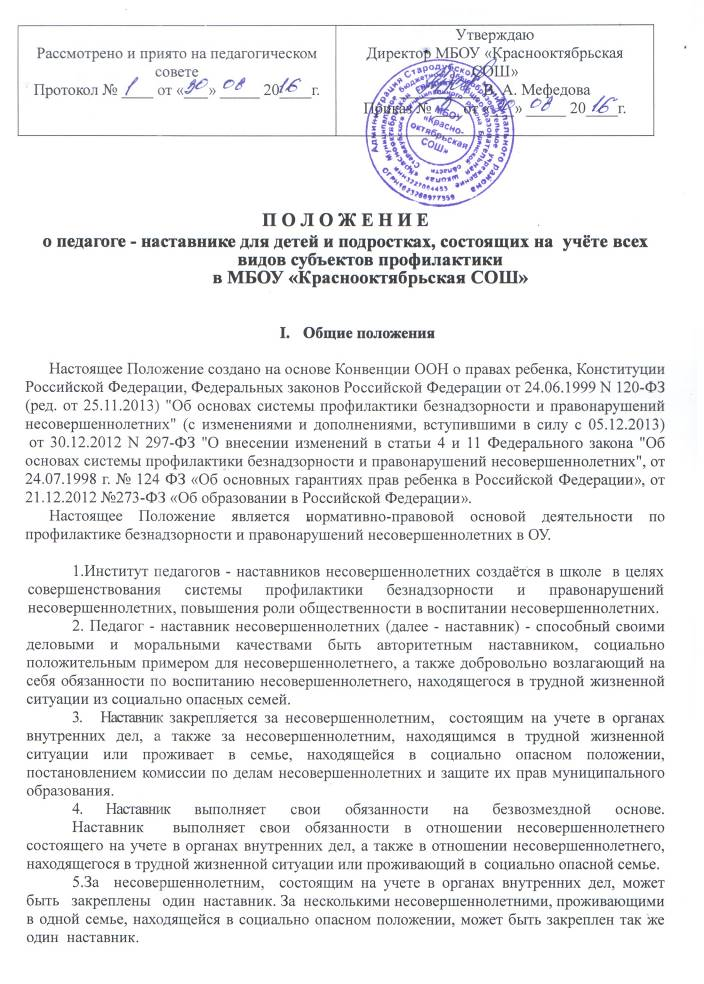 Рассмотрено и приято на педагогическом
совете
Протокол № 1 от «30» 08 2016 г.
Утверждаю
Директор МБОУ «Краснооктябрьская
СОШ»
В. А. Мефедова
Приказ № от «30» 08 2016 г.
Администрация Стародубского муниципального района
МБОУ
«Красно-
октябрьская
СОШ»
П О Л О Ж Е Н И Е
о педагоге - наставнике для детей и подростках, состоящих на учёте всех
видов субъектов профилактики
в МБОУ «Краснооктябрьская СОШ»
I. Общие положения
Настоящее Положение создано на основе Конвенции ООН о правах ребенка, Конституции
Российской Федерации, Федеральных законов Российской Федерации от 24.06.1999 N 120-ФЗ
(ред. от 25.11.2013) "Об основах системы профилактики безнадзорности и правонарушений
несовершеннолетних" (с изменениями и дополнениями, вступившими в силу с 05.12.2013)
от 30.12.2012 N 297-ФЗ "О внесении изменений в статьи 4 и 11 Федерального закона "Об
основах системы профилактики безнадзорности и правонарушений несовершеннолетних", от
24.07.1998 г. № 124 ФЗ «Об основных гарантиях прав ребенка в Российской Федерации», от
21.12.2012 №273-ФЗ «Об образовании в Российской Федерации».
Настоящее Положение является нормативно-правовой основой деятельности по
профилактике безнадзорности и правонарушений несовершеннолетних в ОУ.
1.Институт педагогов - наставников несовершеннолетних создаётся в школе в целях
совершенствования системы профилактики безнадзорности и правонарушений
несовершеннолетних, повышения роли общественности в воспитании несовершеннолетних.
2. Педагог - наставник несовершеннолетних (далее - наставник) - способный своими
деловыми и моральными качествами быть авторитетным наставником, социально
положительным примером для несовершеннолетнего, а также добровольно возлагающий на
себя обязанности по воспитанию несовершеннолетнего, находящегося в трудной жизненной
ситуации из социально опасных семей.
3. Наставник закрепляется за несовершеннолетним, состоящим на учете в органах
внутренних дел, а также за несовершеннолетним, находящимся в трудной жизненной
ситуации или проживает в семье, находящейся в социально опасном положении,
постановлением комиссии по делам несовершеннолетних и защите их прав муниципального
образования.
4. Наставник выполняет свои обязанности на безвозмездной основе.
Наставник выполняет свои обязанности в отношении несовершеннолетнего
состоящего на учете в органах внутренних дел, а также в отношении несовершеннолетнего,
находящегося в трудной жизненной ситуации или проживающий в социально опасной семье.
5.За несовершеннолетним, состоящим на учете в органах внутренних дел, может
быть закреплены один наставник. За несколькими несовершеннолетними, проживающими
в одной семье, находящейся в социально опасном положении, может быть закреплен так же
один наставник.